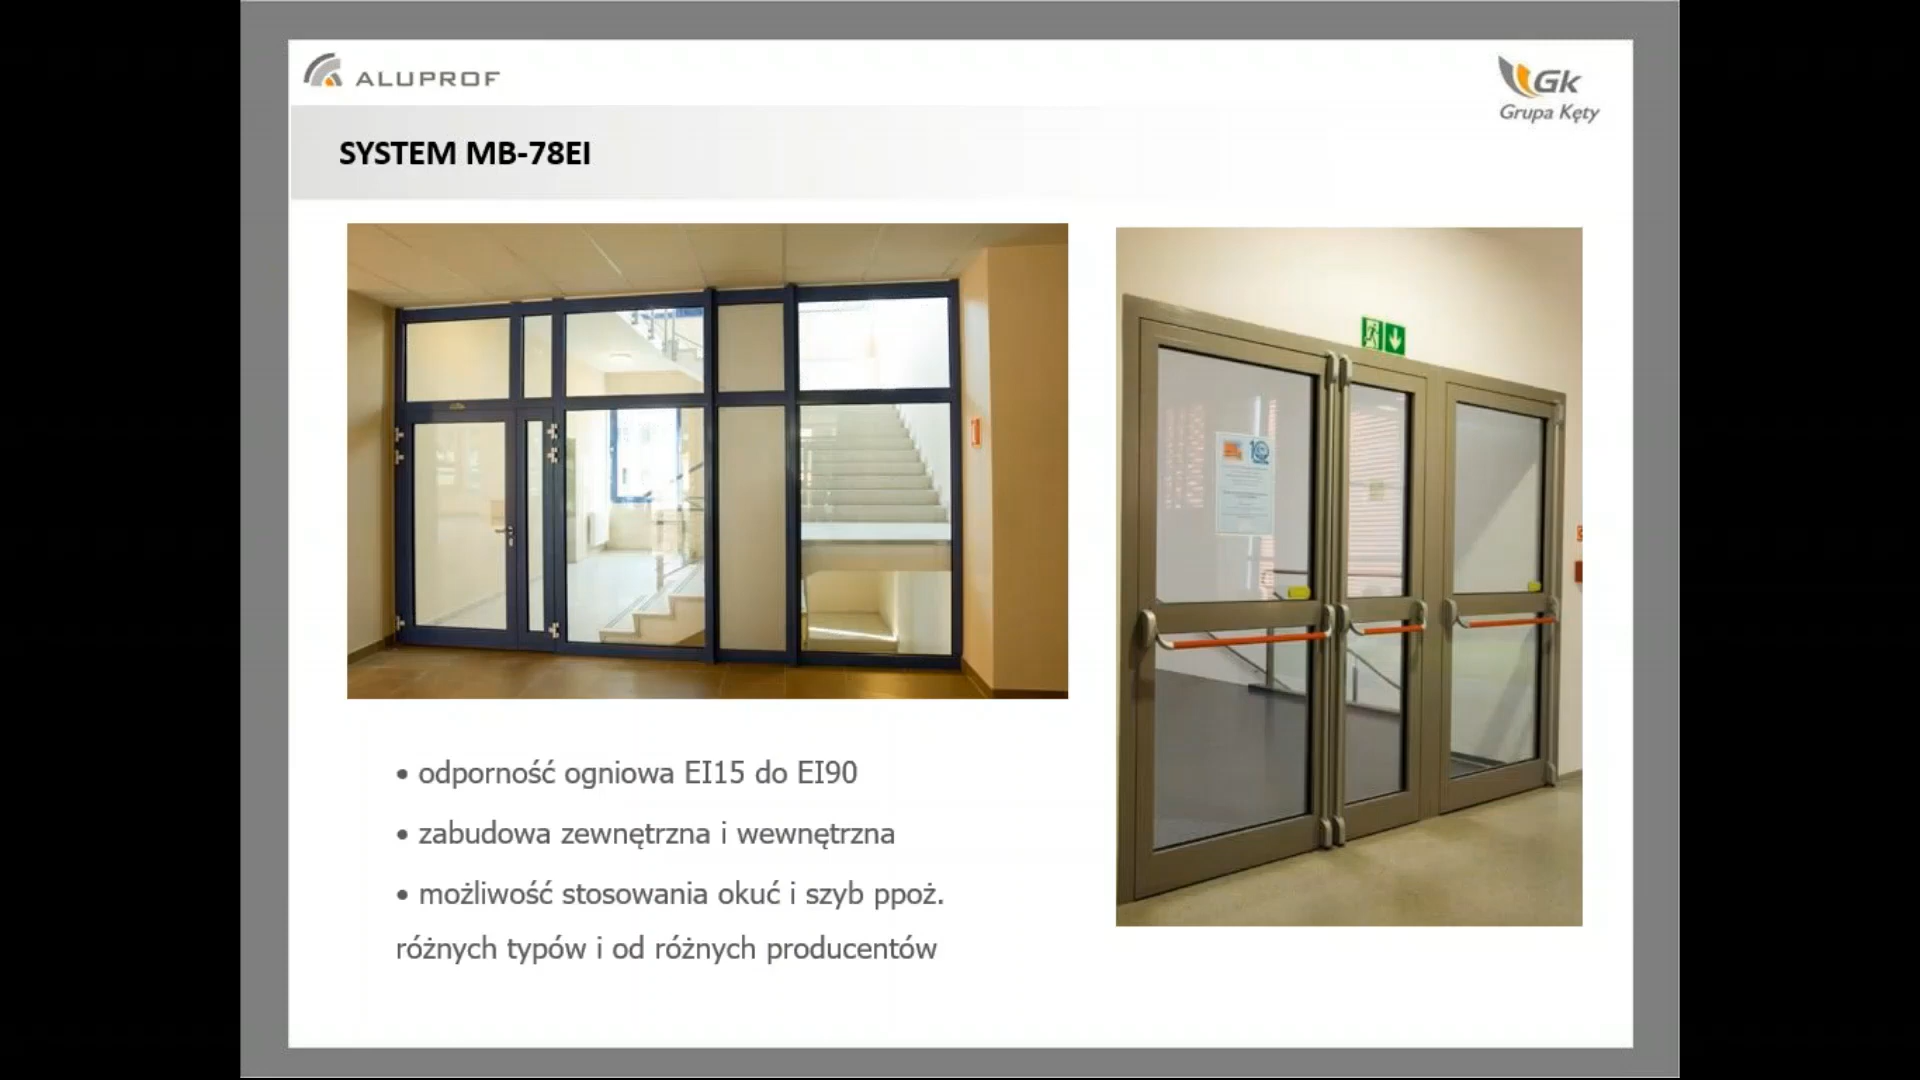 ALUPROF
Gk
Grupa Kęty
SYSTEM MB-78EI
• odporność ogniowa EI15 do EI90
• zabudowa zewnętrzna i wewnętrzna
• możliwość stosowania okuć i szyb ppoż.
różnych typów i od różnych producentów